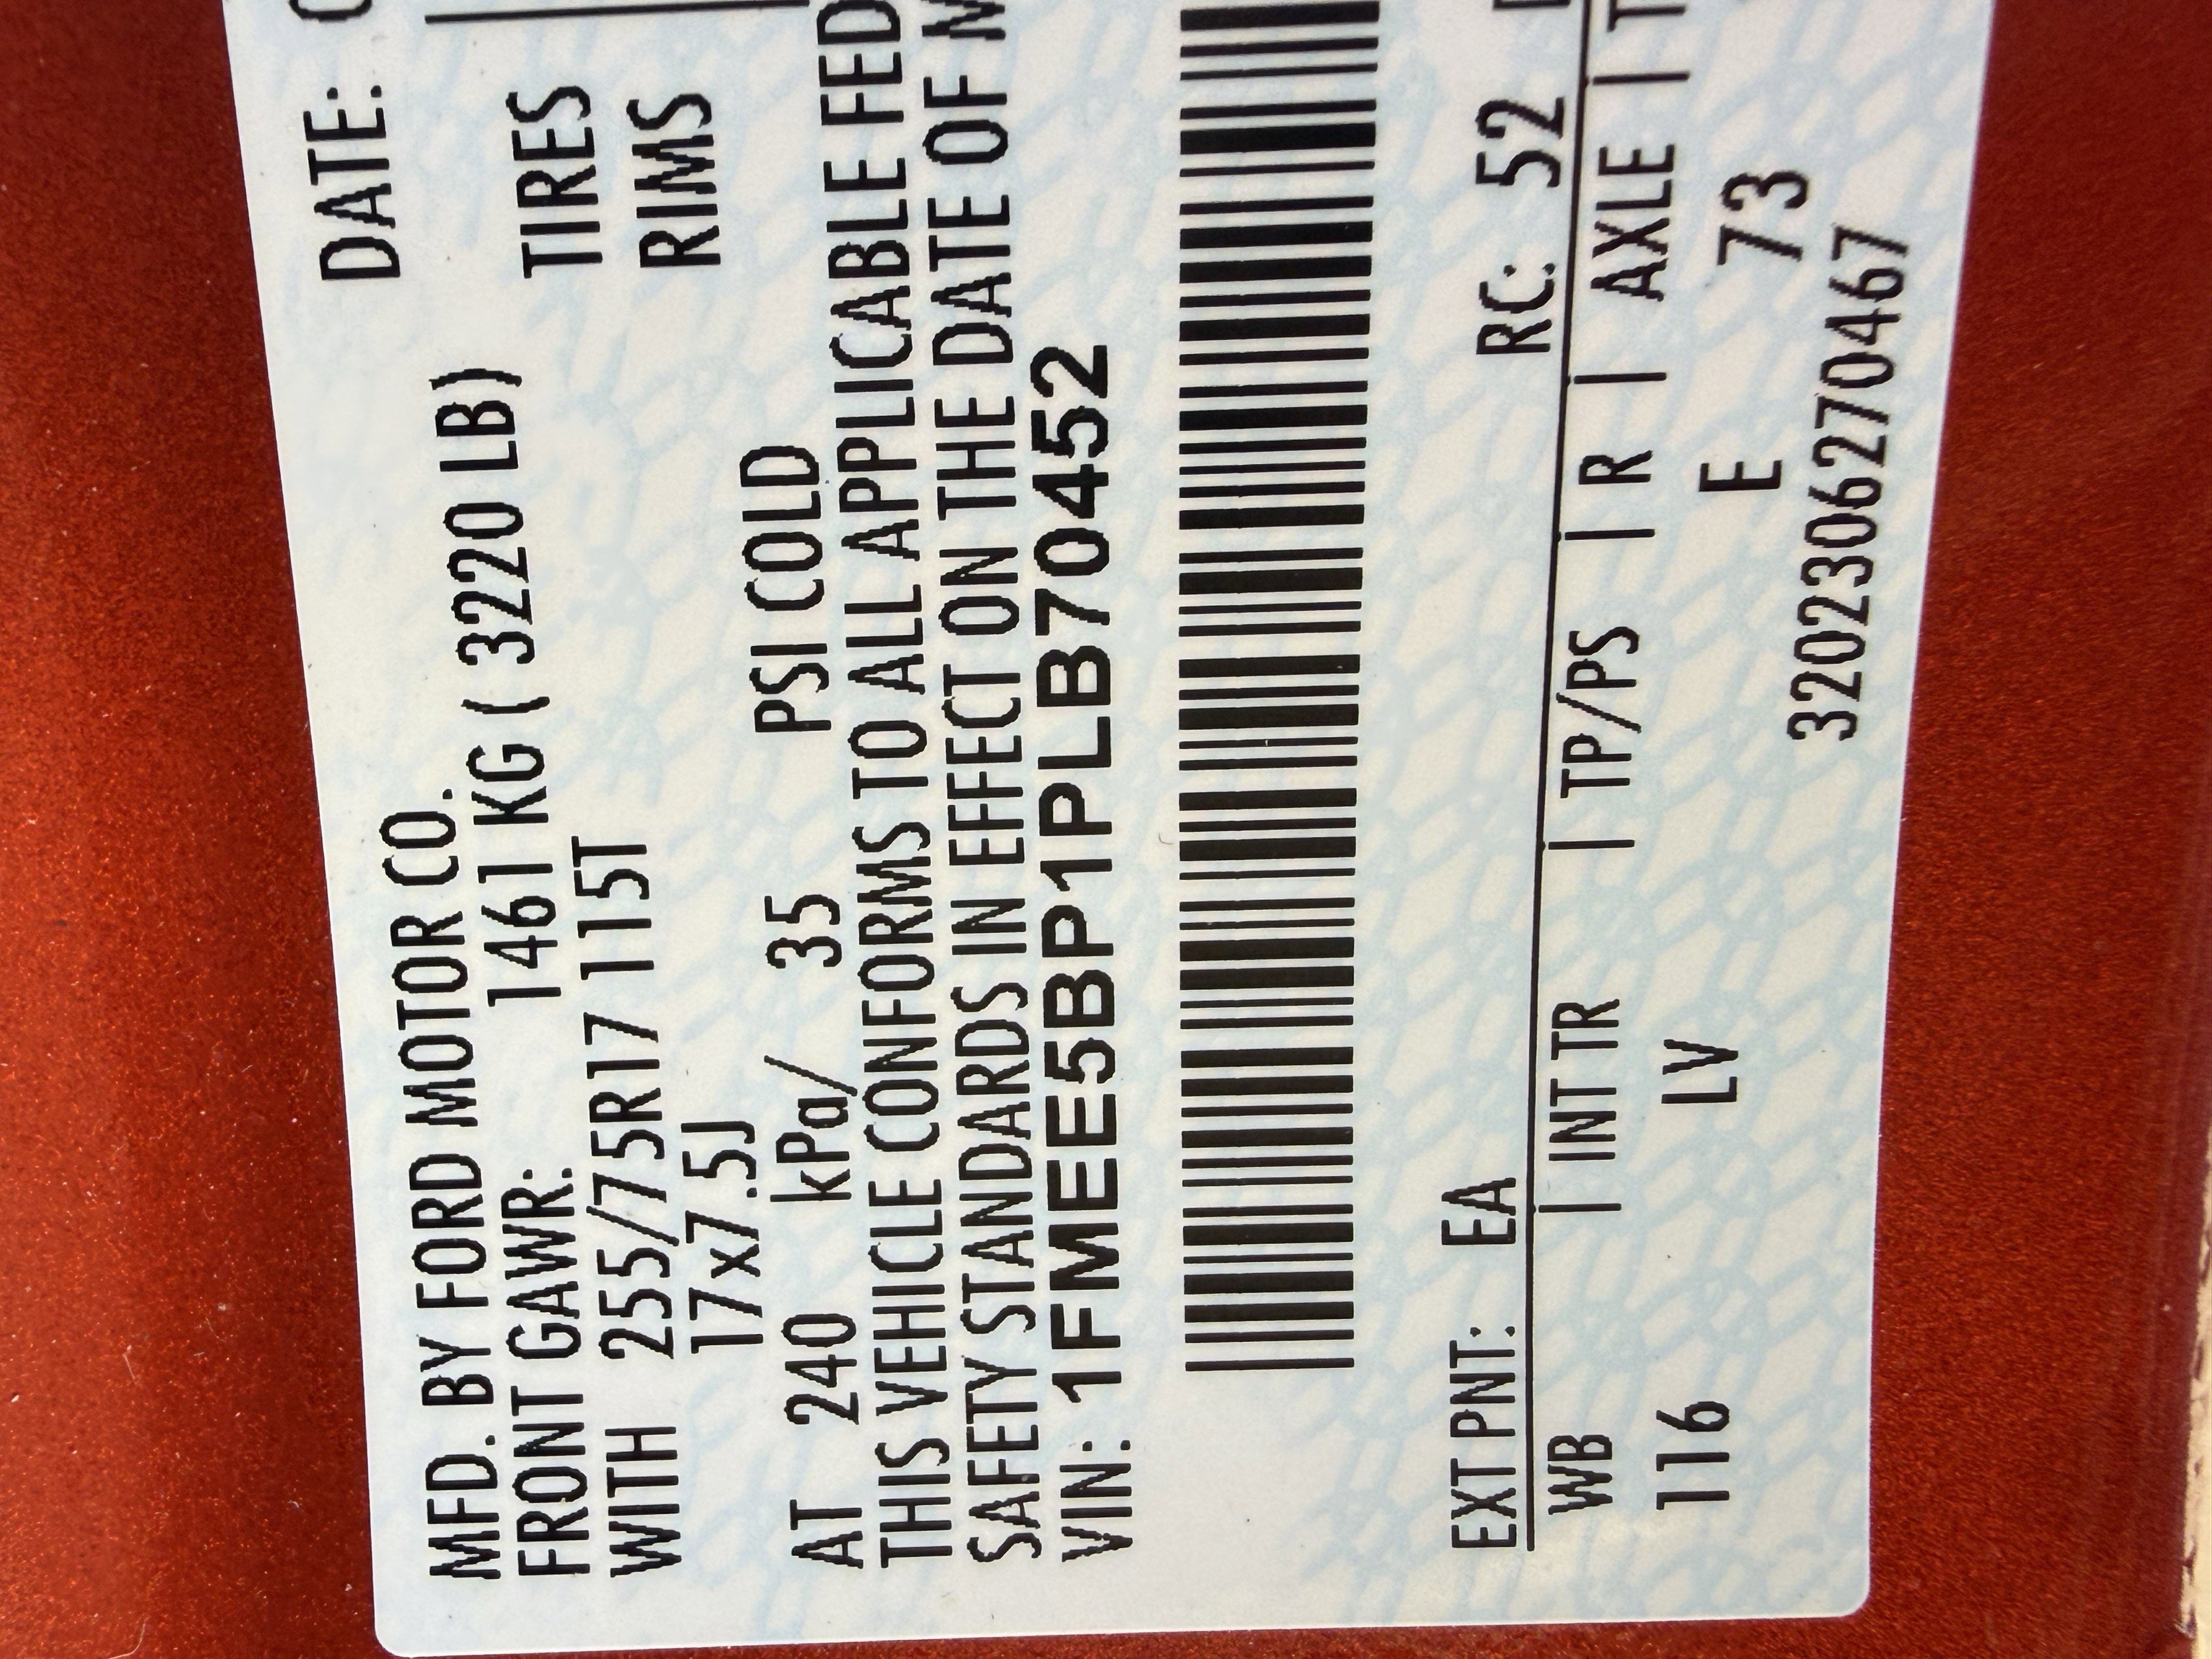 MFD. BY FORD MOTOR CO.
DATE:
FRONT GAWR: 1461 KG ( 3220 LB)
WITH 255/75R17 115T TIRES
17x7.5J RIMS
AT 240 kPa/ 35 PSI COLD
THIS VEHICLE CONFORMS TO ALL APPLICABLE FED
SAFETY STANDARDS IN EFFECT ON THE DATE OF M
VIN: 1FMEE5BP1PLB70452
EXT PNT: EA RC: 52
WB | INT TR | TP/PS | R | AXLE | T
116 LV E 73
3202306270467